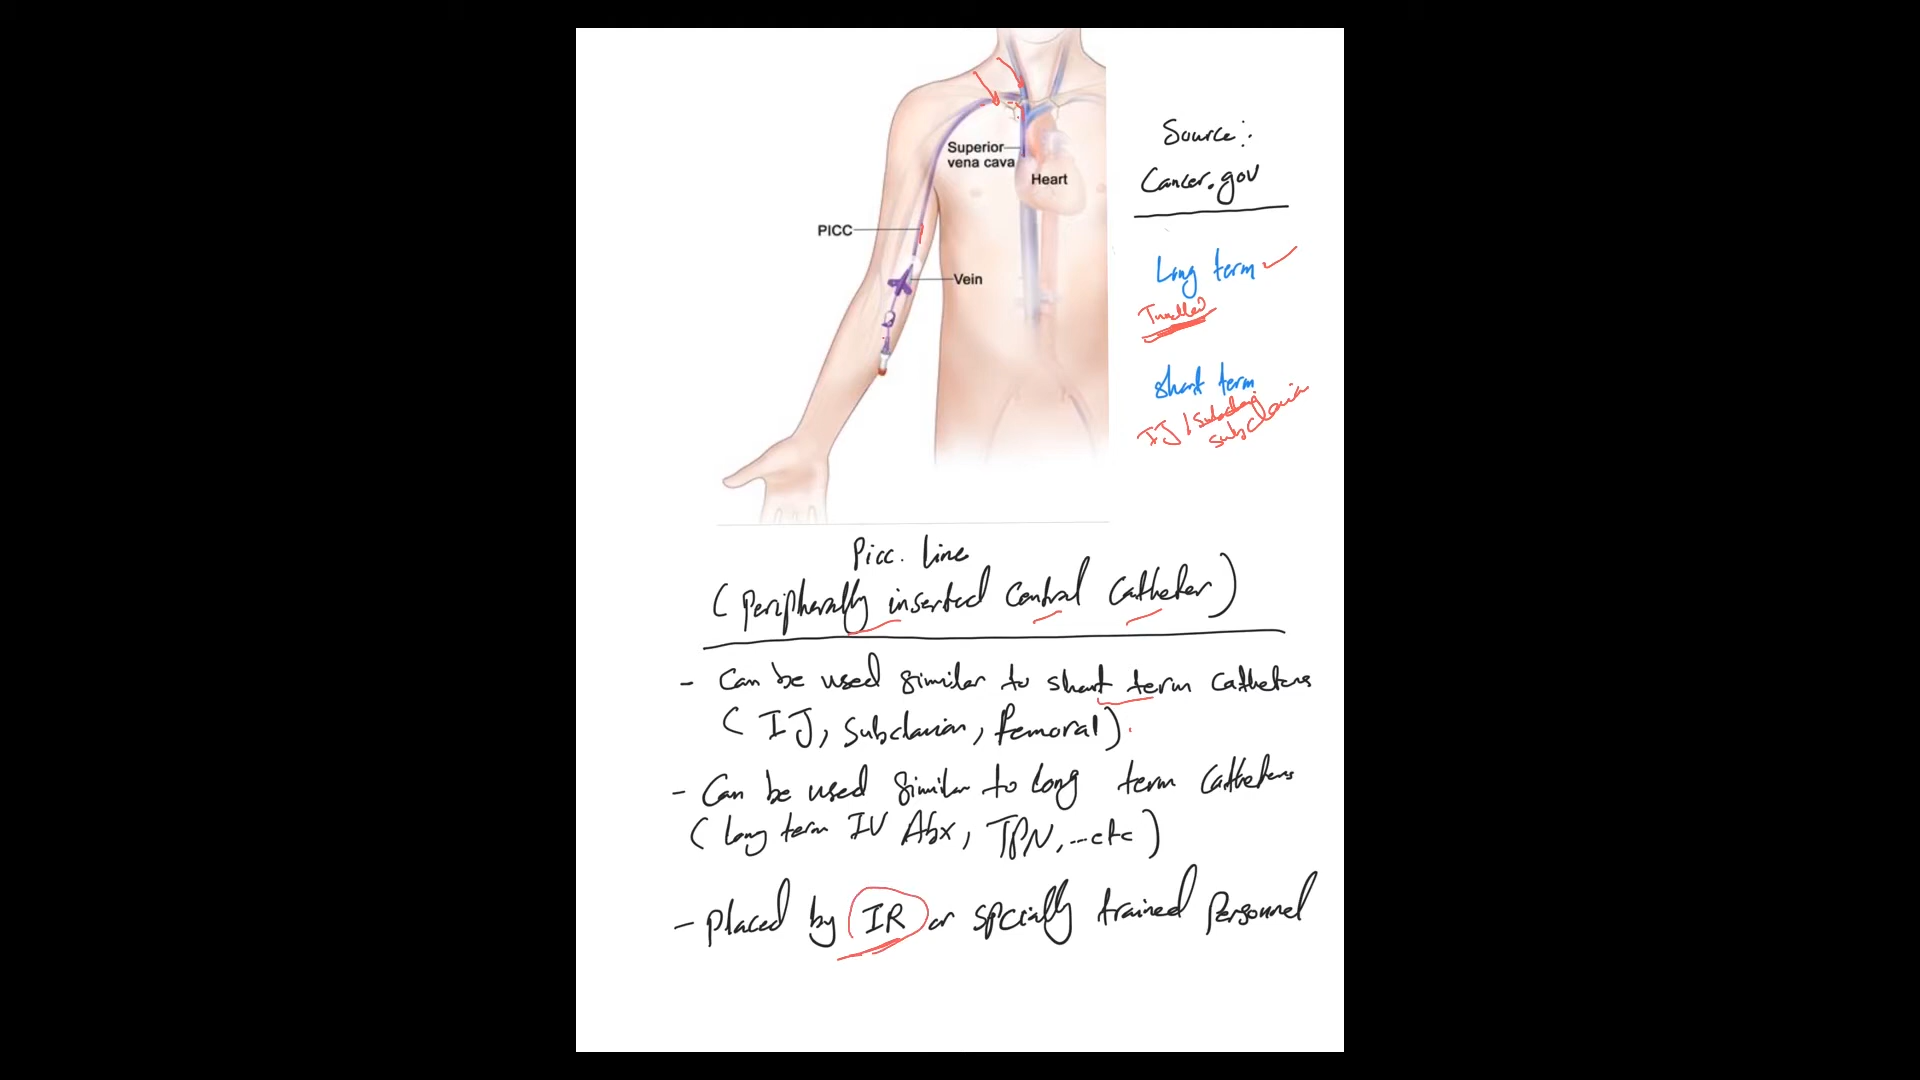 Superior
vena cava
Heart
PICC
Vein
Source:
Cancer.gov
Long term
Tunelled
Short term
IJ / Subclavian
Picc. Line
(Peripherally inserted Central Catheter)
- Can be used similar to short term Catheters
(IJ, Subclavian, femoral).
- Can be used similar to long term Catheters
(long term IV Abx, TPN, ...etc)
- Placed by IR or spcially trained Personnel